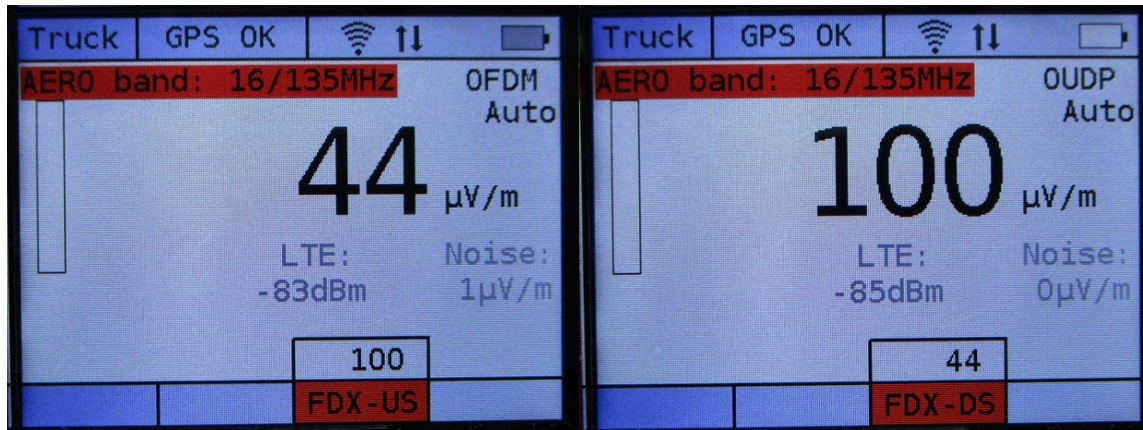 Truck GPS OK
AERO band: 16/135MHz OFDM
Auto
44 µV/m
LTE: Noise:
-83dBm 1µV/m
100
FDX-US
Truck GPS OK
AERO band: 16/135MHz OUDP
Auto
100 µV/m
LTE: Noise:
-85dBm 0µV/m
44
FDX-DS